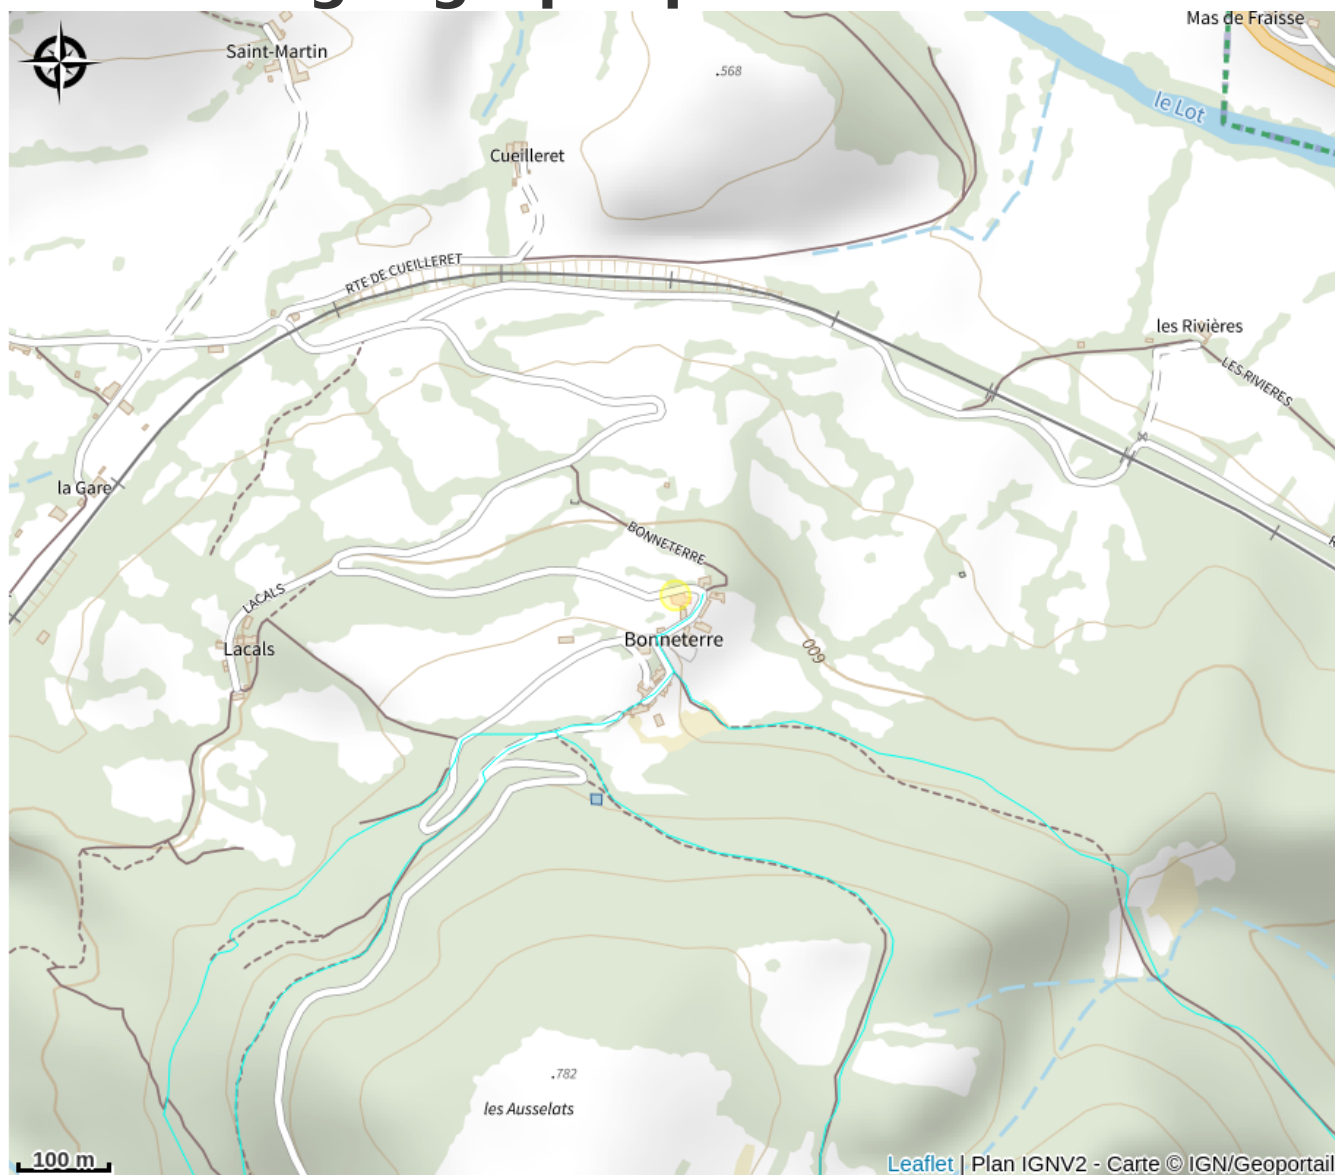 Mas de Fraisse
Saint-Martin
.568
le Lot
Cueilleret
RTE DE CUEILLERET
les Rivières
LES RIVIERES
la Gare
BONNETERRE
LACALS
Bonneterre
Lacals
600
.782
les Ausselats
100 m
Leaflet | Plan IGNV2 - Carte © IGN/Geoportail